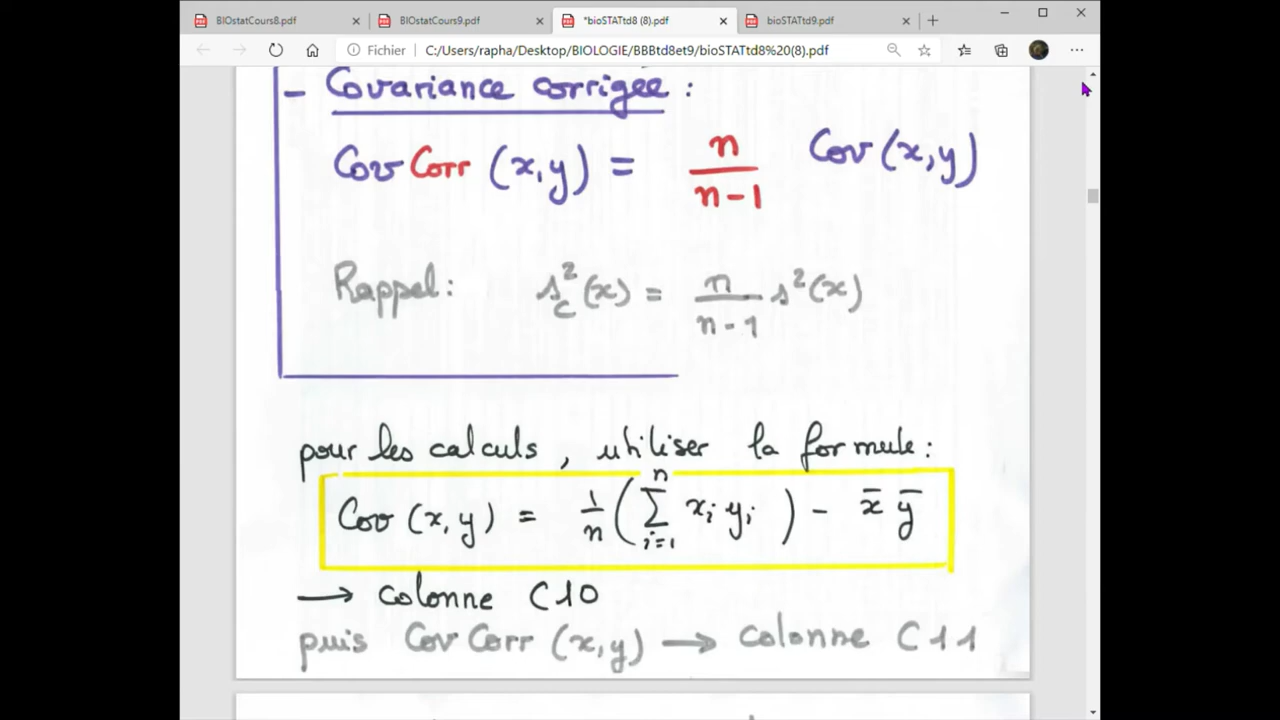 BIOstatCours8.pdf
BIOstatCours9.pdf
*bioSTATtd8 (8).pdf
bioSTATtd9.pdf
Fichier C:/Users/rapha/Desktop/BIOLOGIE/BBBtd8et9/bioSTATtd8%20(8).pdf
- Covariance corrigée :
Cov Corr (x,y) = n/(n-1) Cov(x,y)
Rappel : s_c²(x) = n/(n-1) s²(x)
pour les calculs, utiliser la formule :
Cov (x,y) = 1/n (∑_{i=1}^{n} x_i y_i) - x̄ ȳ
→ colonne C10
puis Cov Corr (x,y) → colonne C11